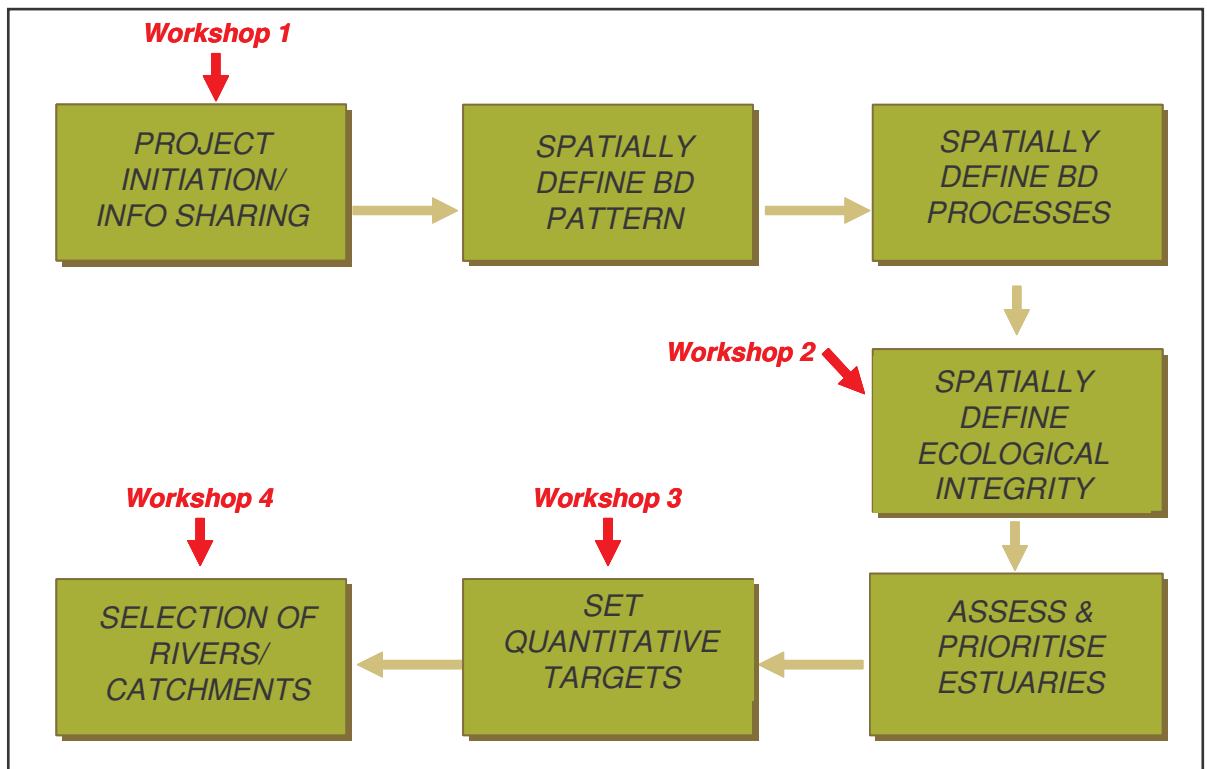 Workshop 1
PROJECT
INITIATION/
INFO SHARING
SPATIALLY
DEFINE BD
PATTERN
SPATIALLY
DEFINE BD
PROCESSES
Workshop 2
SPATIALLY
DEFINE
ECOLOGICAL
INTEGRITY
Workshop 4
Workshop 3
SELECTION OF
RIVERS/
CATCHMENTS
SET
QUANTITATIVE
TARGETS
ASSESS &
PRIORITISE
ESTUARIES